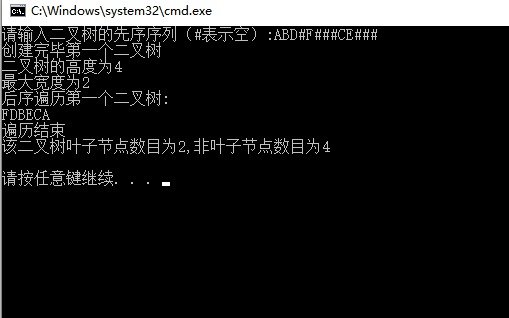 C:\Windows\system32\cmd.exe
请输入二叉树的先序序列（#表示空）:ABD#F###CE###
创建完毕第一个二叉树
二叉树的高度为4
最大宽度为2
后序遍历第一个二叉树:
FDBECA
遍历结束
该二叉树叶子节点数目为2,非叶子节点数目为4
请按任意键继续. . .